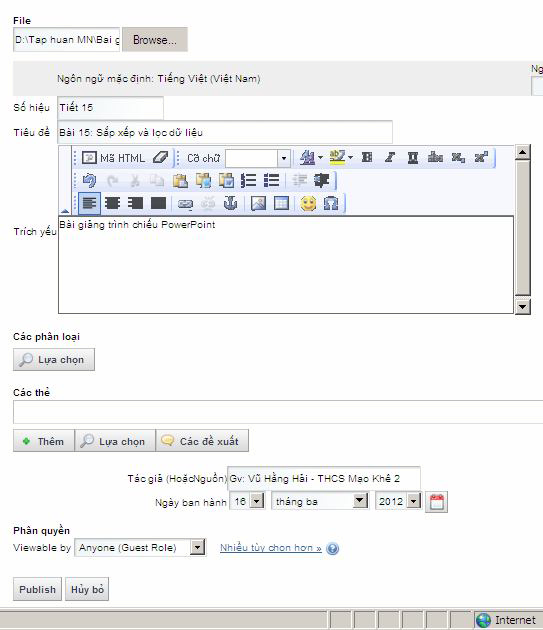 File
D:\Tap huan MN\Bai g
Browse...
Ngôn ngữ mặc định: Tiếng Việt (Việt Nam)
Ng
Số hiệu
Tiết 15
Tiêu đề
Bài 15: Sắp xếp và lọc dữ liệu
Mã HTML
Cỡ chữ
Trích yếu
Bài giảng trình chiếu PowerPoint
Các phân loại
Lựa chọn
Các thẻ
Thêm
Lựa chọn
Các đề xuất
Tác giả (HoặcNguồn)
Gv: Vũ Hằng Hải - THCS Mạo Khê 2
Ngày ban hành
16
tháng ba
2012
Phân quyền
Viewable by
Anyone (Guest Role)
Nhiều tùy chọn hơn »
Publish
Hủy bỏ
Internet